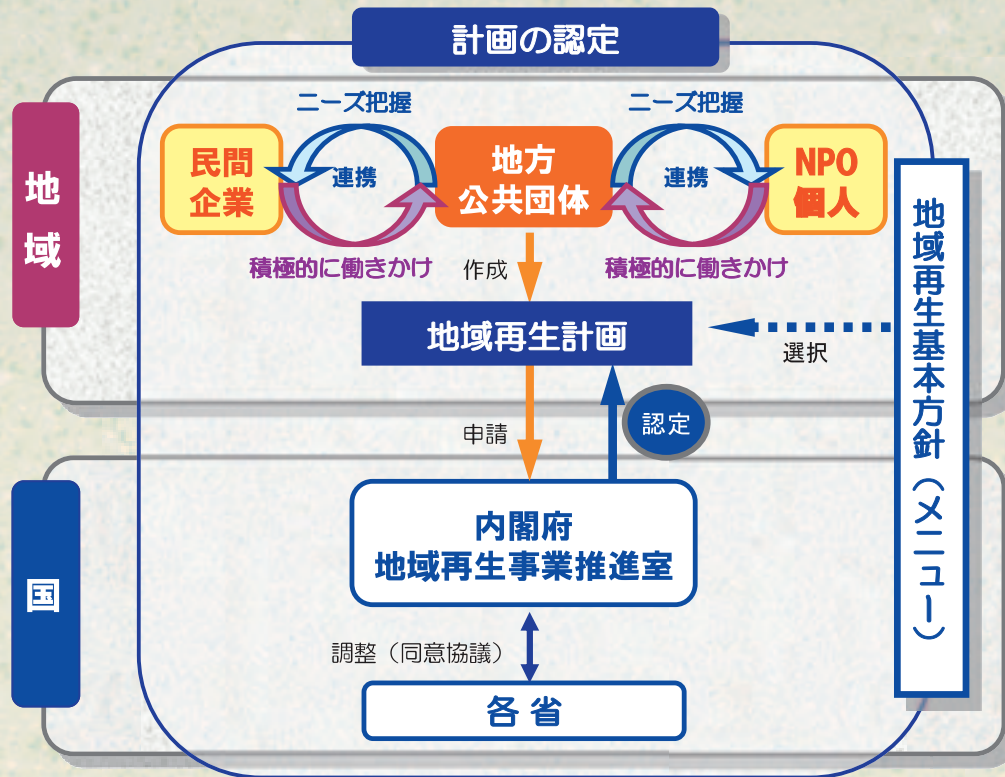 計画の認定
地域
ニーズ把握
ニーズ把握
民間
企業
連携
地方
公共団体
連携
NPO
個人
積極的に働きかけ
作成
積極的に働きかけ
地域再生計画
選択
地域再生基本方針（メニュー）
申請
認定
国
内閣府
地域再生事業推進室
調整（同意協議）
各省